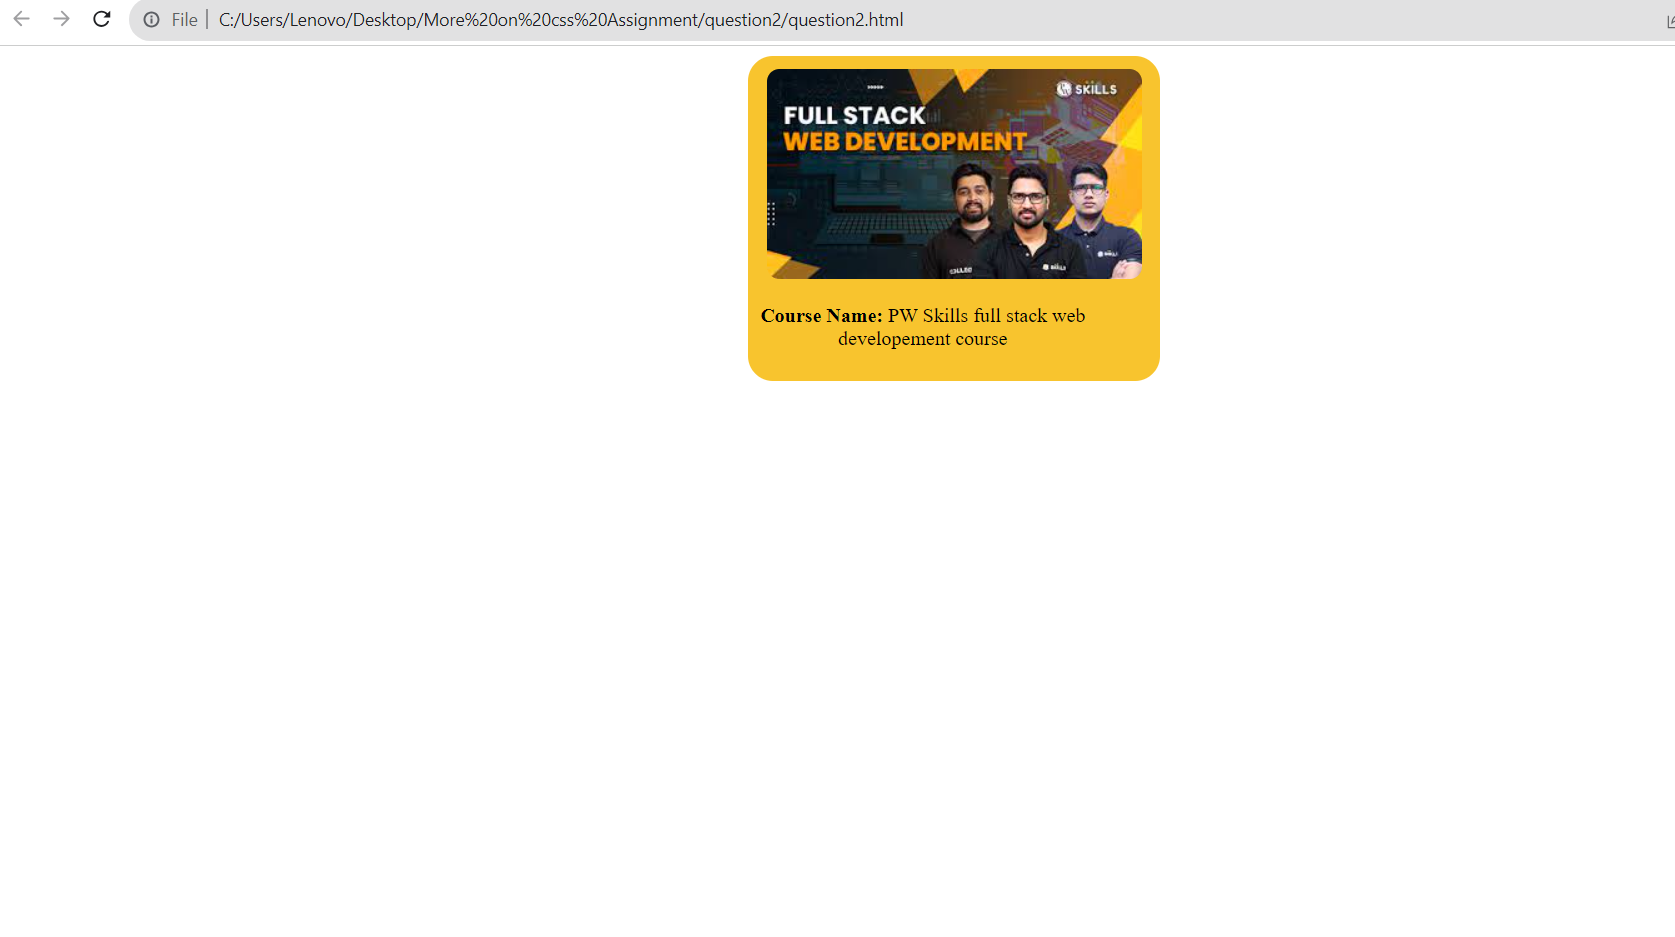 File C:/Users/Lenovo/Desktop/More%20on%20css%20Assignment/question2/question2.html
SKILLS
FULL STACK
WEB DEVELOPMENT
Course Name: PW Skills full stack web
developement course